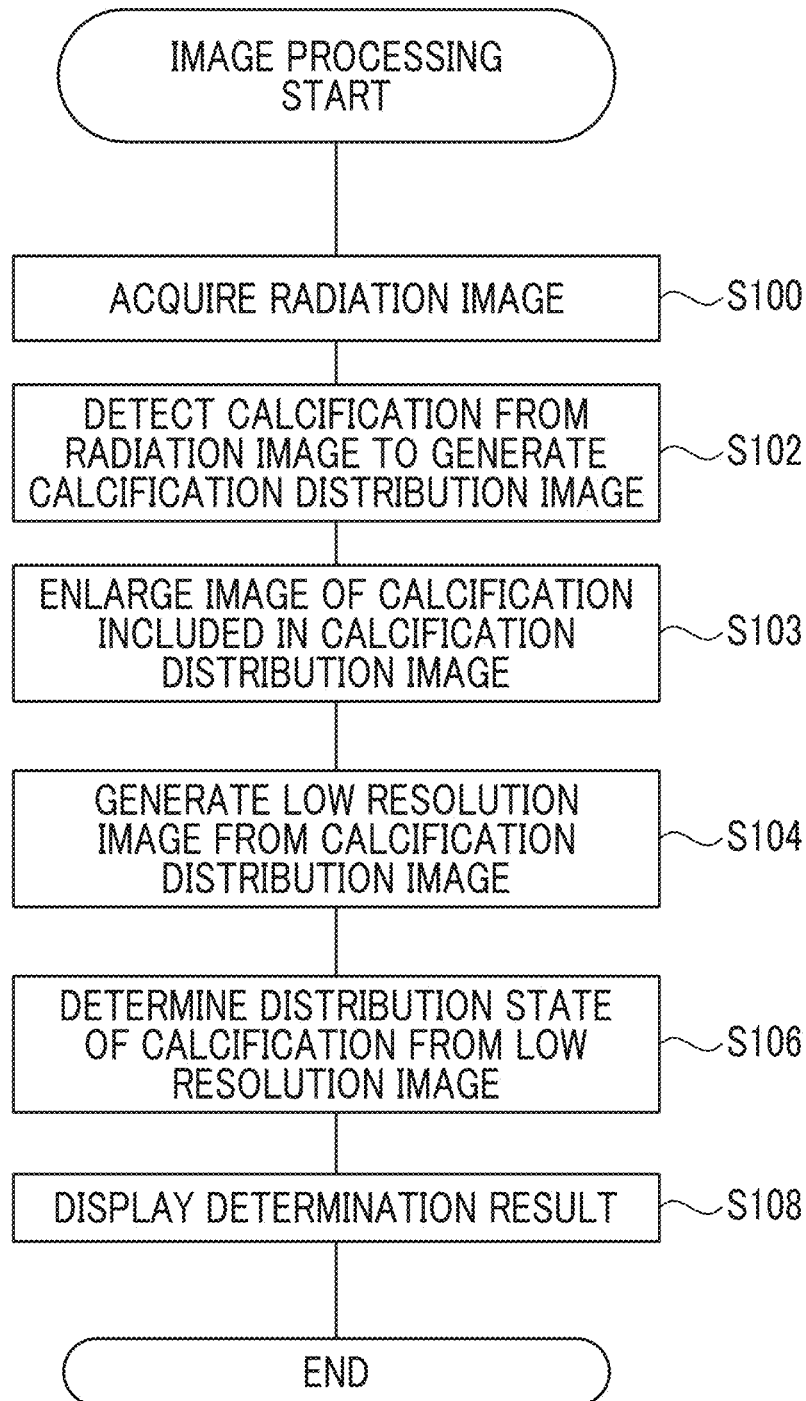 IMAGE PROCESSING
START
ACQUIRE RADIATION IMAGE
S100
DETECT CALCIFICATION FROM
RADIATION IMAGE TO GENERATE
CALCIFICATION DISTRIBUTION IMAGE
S102
ENLARGE IMAGE OF CALCIFICATION
INCLUDED IN CALCIFICATION
DISTRIBUTION IMAGE
S103
GENERATE LOW RESOLUTION
IMAGE FROM CALCIFICATION
DISTRIBUTION IMAGE
S104
DETERMINE DISTRIBUTION STATE
OF CALCIFICATION FROM LOW
RESOLUTION IMAGE
S106
DISPLAY DETERMINATION RESULT
S108
END